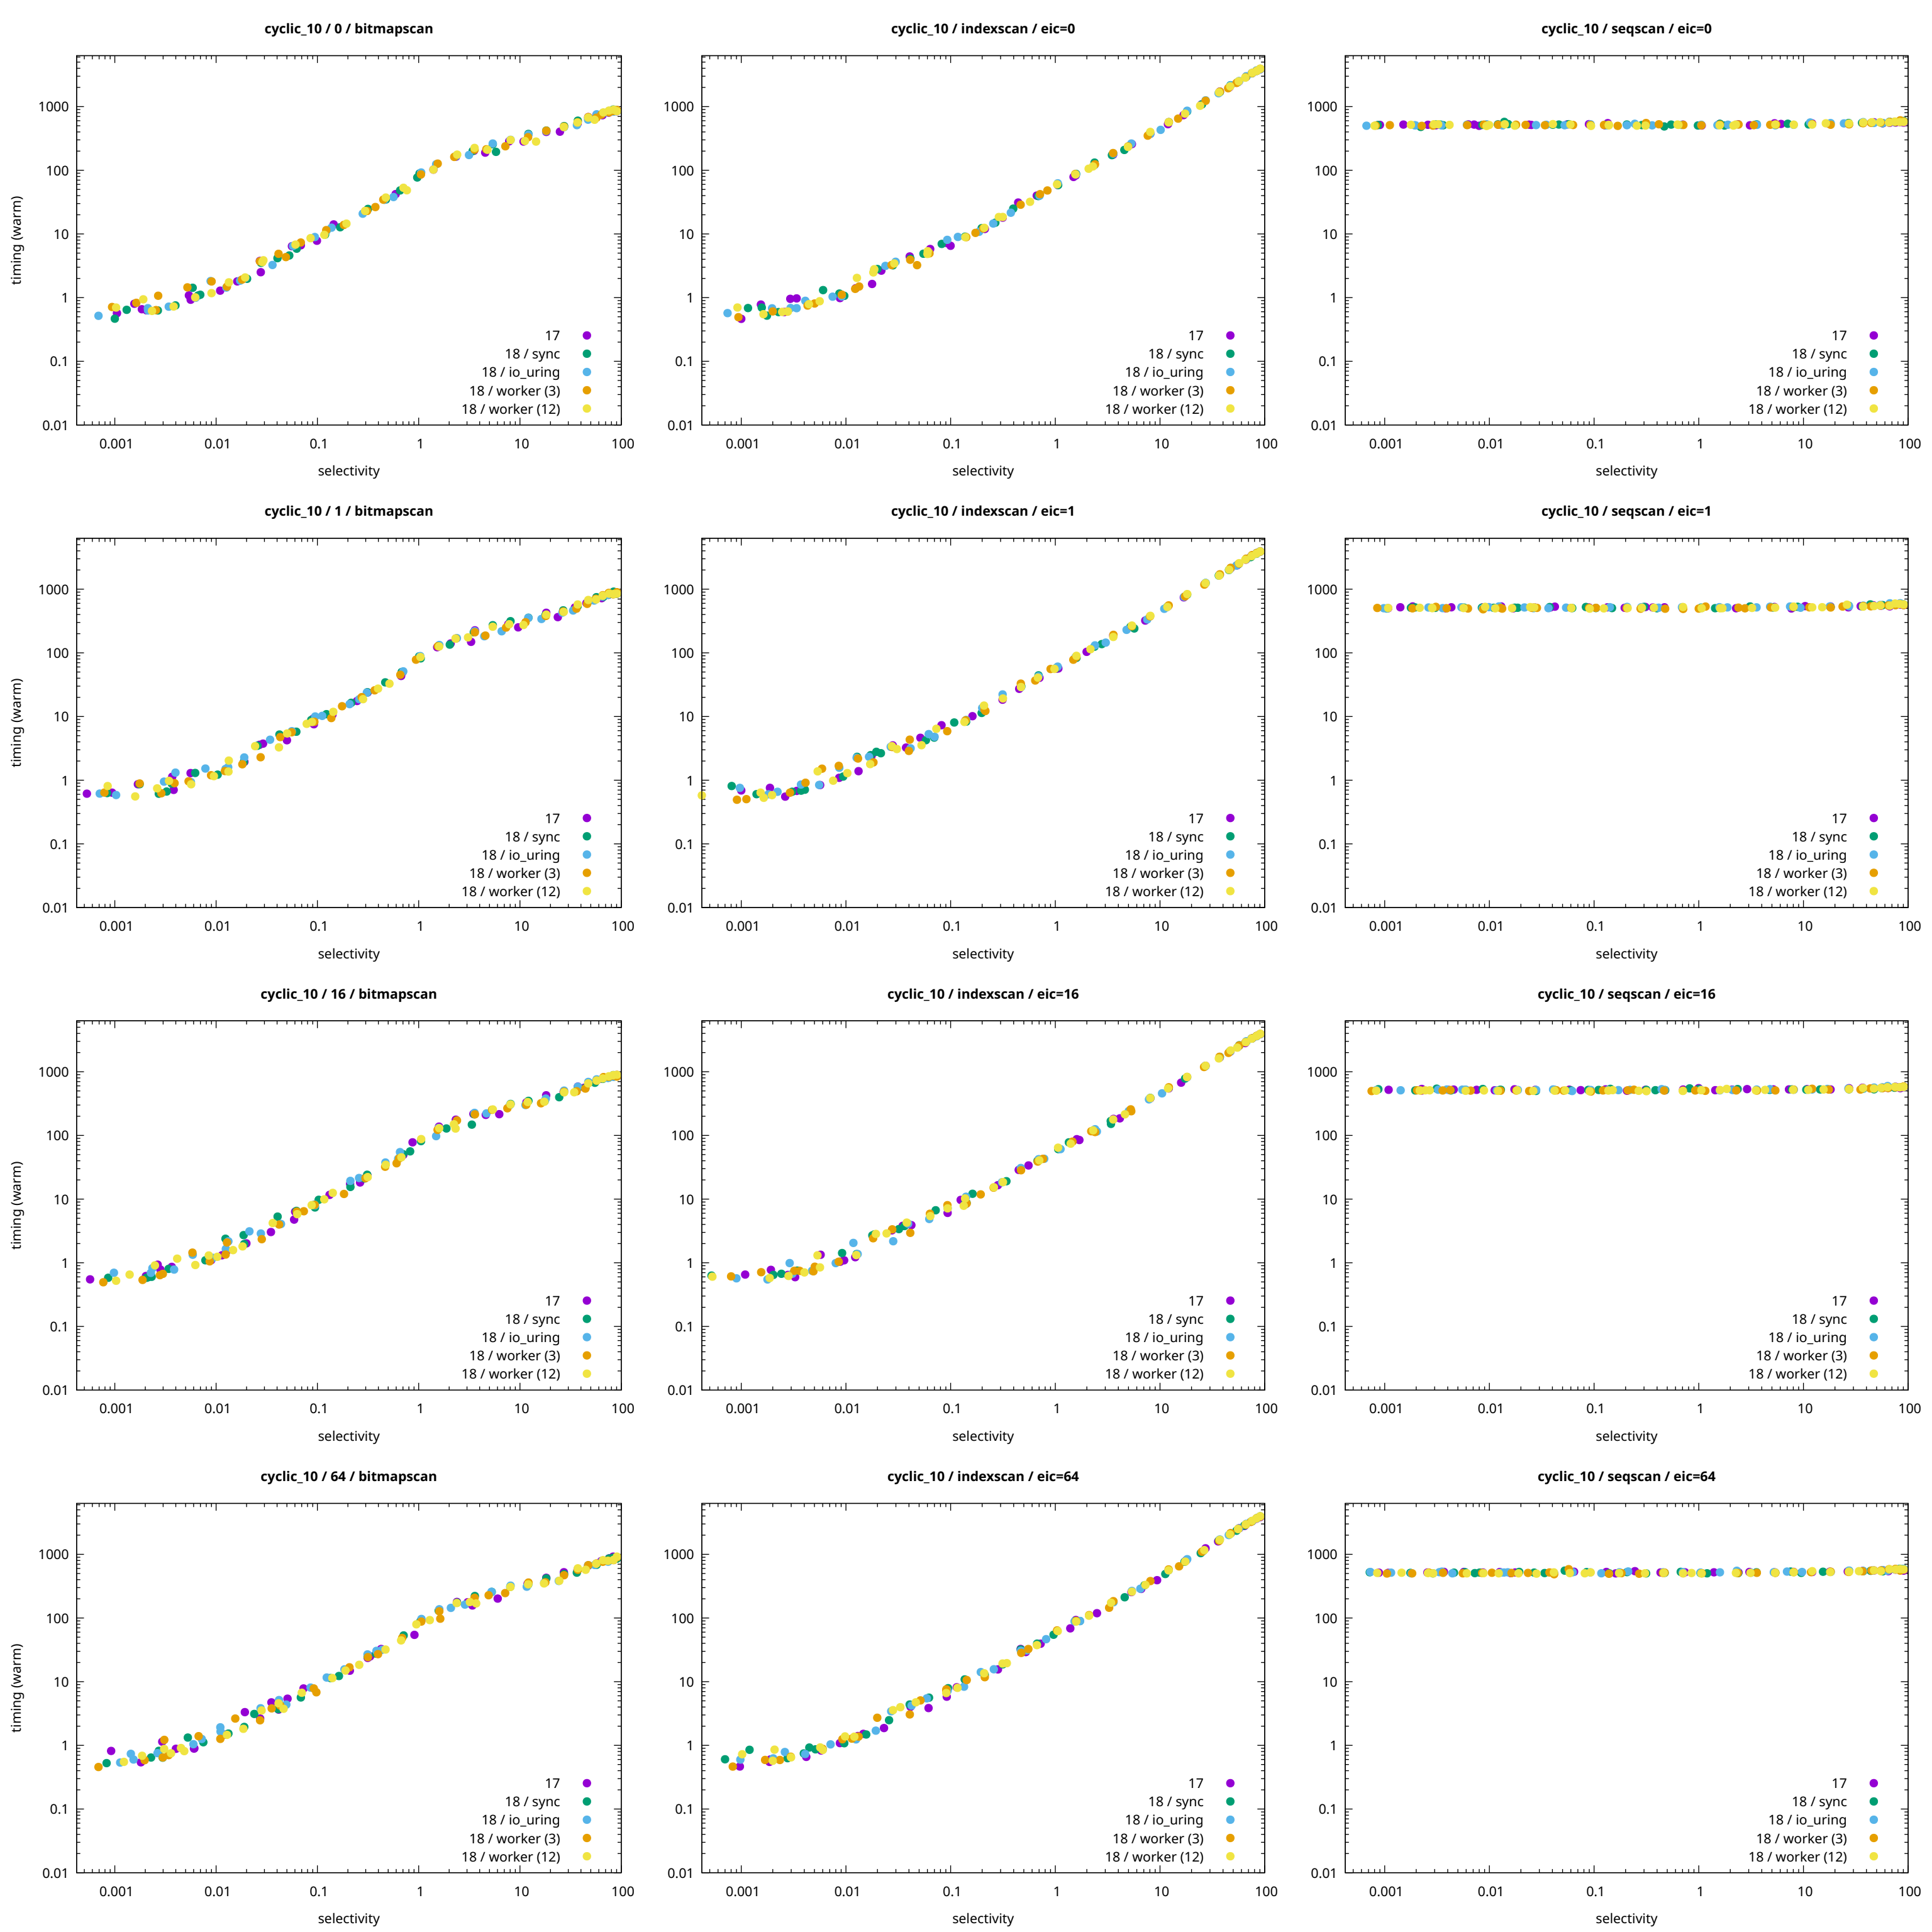 cyclic_10 / 0 / bitmapscan
timing (warm)
1000
100
10
1
0.1
0.01
17
18 / sync
18 / io_uring
18 / worker (3)
18 / worker (12)
0.001 0.01 0.1 1 10 100
selectivity
cyclic_10 / indexscan / eic=0
1000
100
10
1
0.1
0.01
17
18 / sync
18 / io_uring
18 / worker (3)
18 / worker (12)
0.001 0.01 0.1 1 10 100
selectivity
cyclic_10 / seqscan / eic=0
1000
100
10
1
0.1
0.01
17
18 / sync
18 / io_uring
18 / worker (3)
18 / worker (12)
0.001 0.01 0.1 1 10 100
selectivity
cyclic_10 / 1 / bitmapscan
timing (warm)
1000
100
10
1
0.1
0.01
17
18 / sync
18 / io_uring
18 / worker (3)
18 / worker (12)
0.001 0.01 0.1 1 10 100
selectivity
cyclic_10 / indexscan / eic=1
1000
100
10
1
0.1
0.01
17
18 / sync
18 / io_uring
18 / worker (3)
18 / worker (12)
0.001 0.01 0.1 1 10 100
selectivity
cyclic_10 / seqscan / eic=1
1000
100
10
1
0.1
0.01
17
18 / sync
18 / io_uring
18 / worker (3)
18 / worker (12)
0.001 0.01 0.1 1 10 100
selectivity
cyclic_10 / 16 / bitmapscan
timing (warm)
1000
100
10
1
0.1
0.01
17
18 / sync
18 / io_uring
18 / worker (3)
18 / worker (12)
0.001 0.01 0.1 1 10 100
selectivity
cyclic_10 / indexscan / eic=16
1000
100
10
1
0.1
0.01
17
18 / sync
18 / io_uring
18 / worker (3)
18 / worker (12)
0.001 0.01 0.1 1 10 100
selectivity
cyclic_10 / seqscan / eic=16
1000
100
10
1
0.1
0.01
17
18 / sync
18 / io_uring
18 / worker (3)
18 / worker (12)
0.001 0.01 0.1 1 10 100
selectivity
cyclic_10 / 64 / bitmapscan
timing (warm)
1000
100
10
1
0.1
0.01
17
18 / sync
18 / io_uring
18 / worker (3)
18 / worker (12)
0.001 0.01 0.1 1 10 100
selectivity
cyclic_10 / indexscan / eic=64
1000
100
10
1
0.1
0.01
17
18 / sync
18 / io_uring
18 / worker (3)
18 / worker (12)
0.001 0.01 0.1 1 10 100
selectivity
cyclic_10 / seqscan / eic=64
1000
100
10
1
0.1
0.01
17
18 / sync
18 / io_uring
18 / worker (3)
18 / worker (12)
0.001 0.01 0.1 1 10 100
selectivity